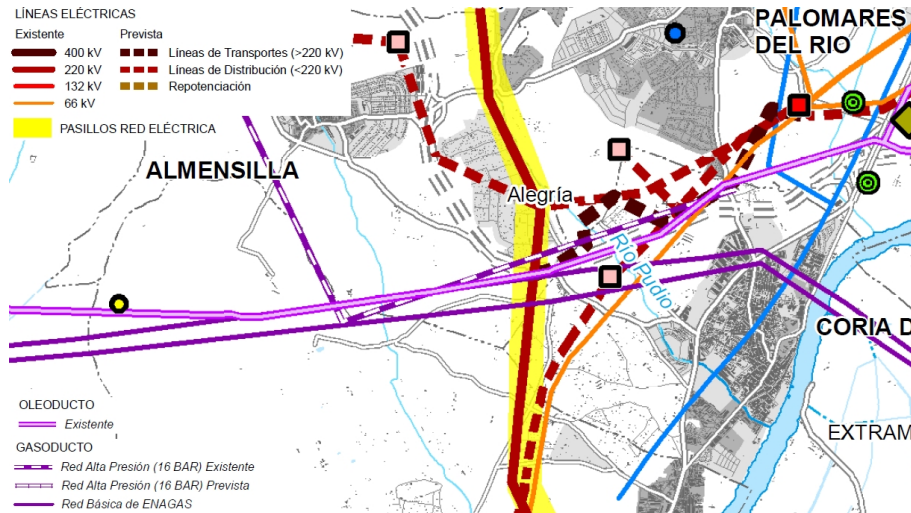 LÍNEAS ELÉCTRICAS
Existente
Prevista
400 kV
Líneas de Transportes (>220 kV)
220 kV
Líneas de Distribución (<220 kV)
132 kV
Repotenciación
66 kV
PASILLOS RED ELÉCTRICA
PALOMARES
DEL RIO
ALMENSILLA
Alegría
Río Pudio
CORIA D
EXTRAM
OLEODUCTO
Existente
GASODUCTO
Red Alta Presión (16 BAR) Existente
Red Alta Presión (16 BAR) Prevista
Red Básica de ENAGAS